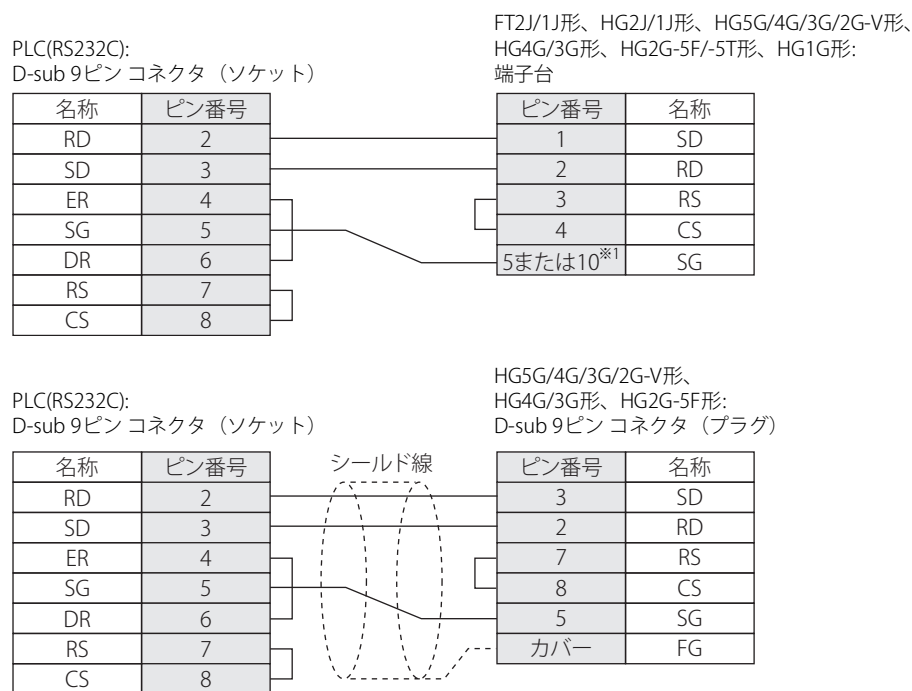 PLC(RS232C):
D-sub 9ピン コネクタ（ソケット）
FT2J/1J形、HG2J/1J形、HG5G/4G/3G/2G-V形、
HG4G/3G形、HG2G-5F/-5T形、HG1G形:
端子台
名称 ピン番号 ピン番号 名称
RD 2 1 SD
SD 3 2 RD
ER 4 3 RS
SG 5 4 CS
DR 6 5または10※1 SG
RS 7
CS 8
PLC(RS232C):
D-sub 9ピン コネクタ（ソケット）
HG5G/4G/3G/2G-V形、
HG4G/3G形、HG2G-5F形:
D-sub 9ピン コネクタ（プラグ）
名称 ピン番号 シールド線 ピン番号 名称
RD 2 3 SD
SD 3 2 RD
ER 4 7 RS
SG 5 8 CS
DR 6 5 SG
RS 7 カバー FG
CS 8